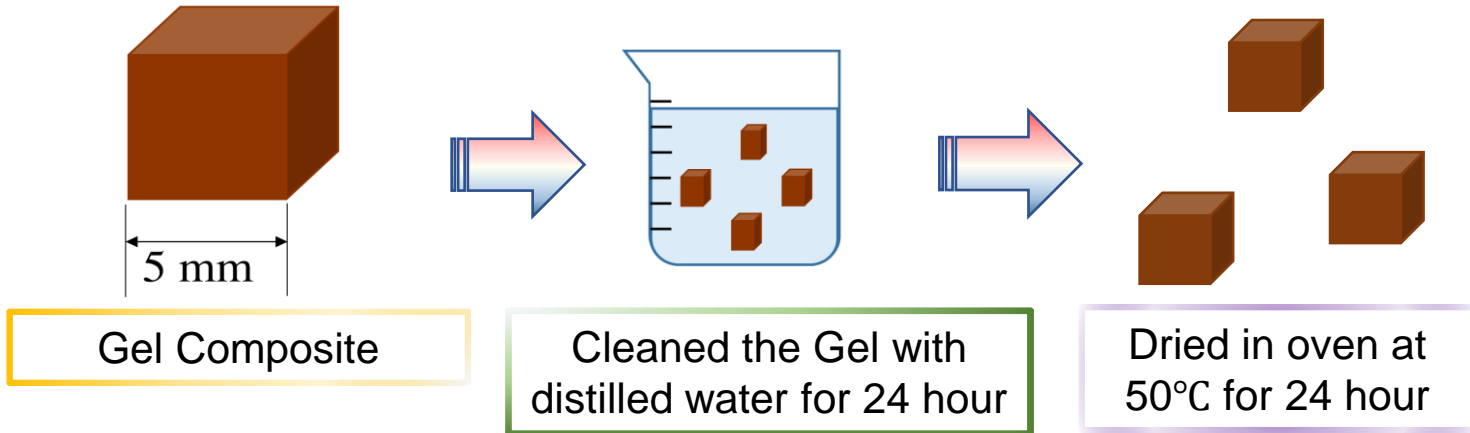 5 mm
Gel Composite
Cleaned the Gel with
distilled water for 24 hour
Dried in oven at
50℃ for 24 hour